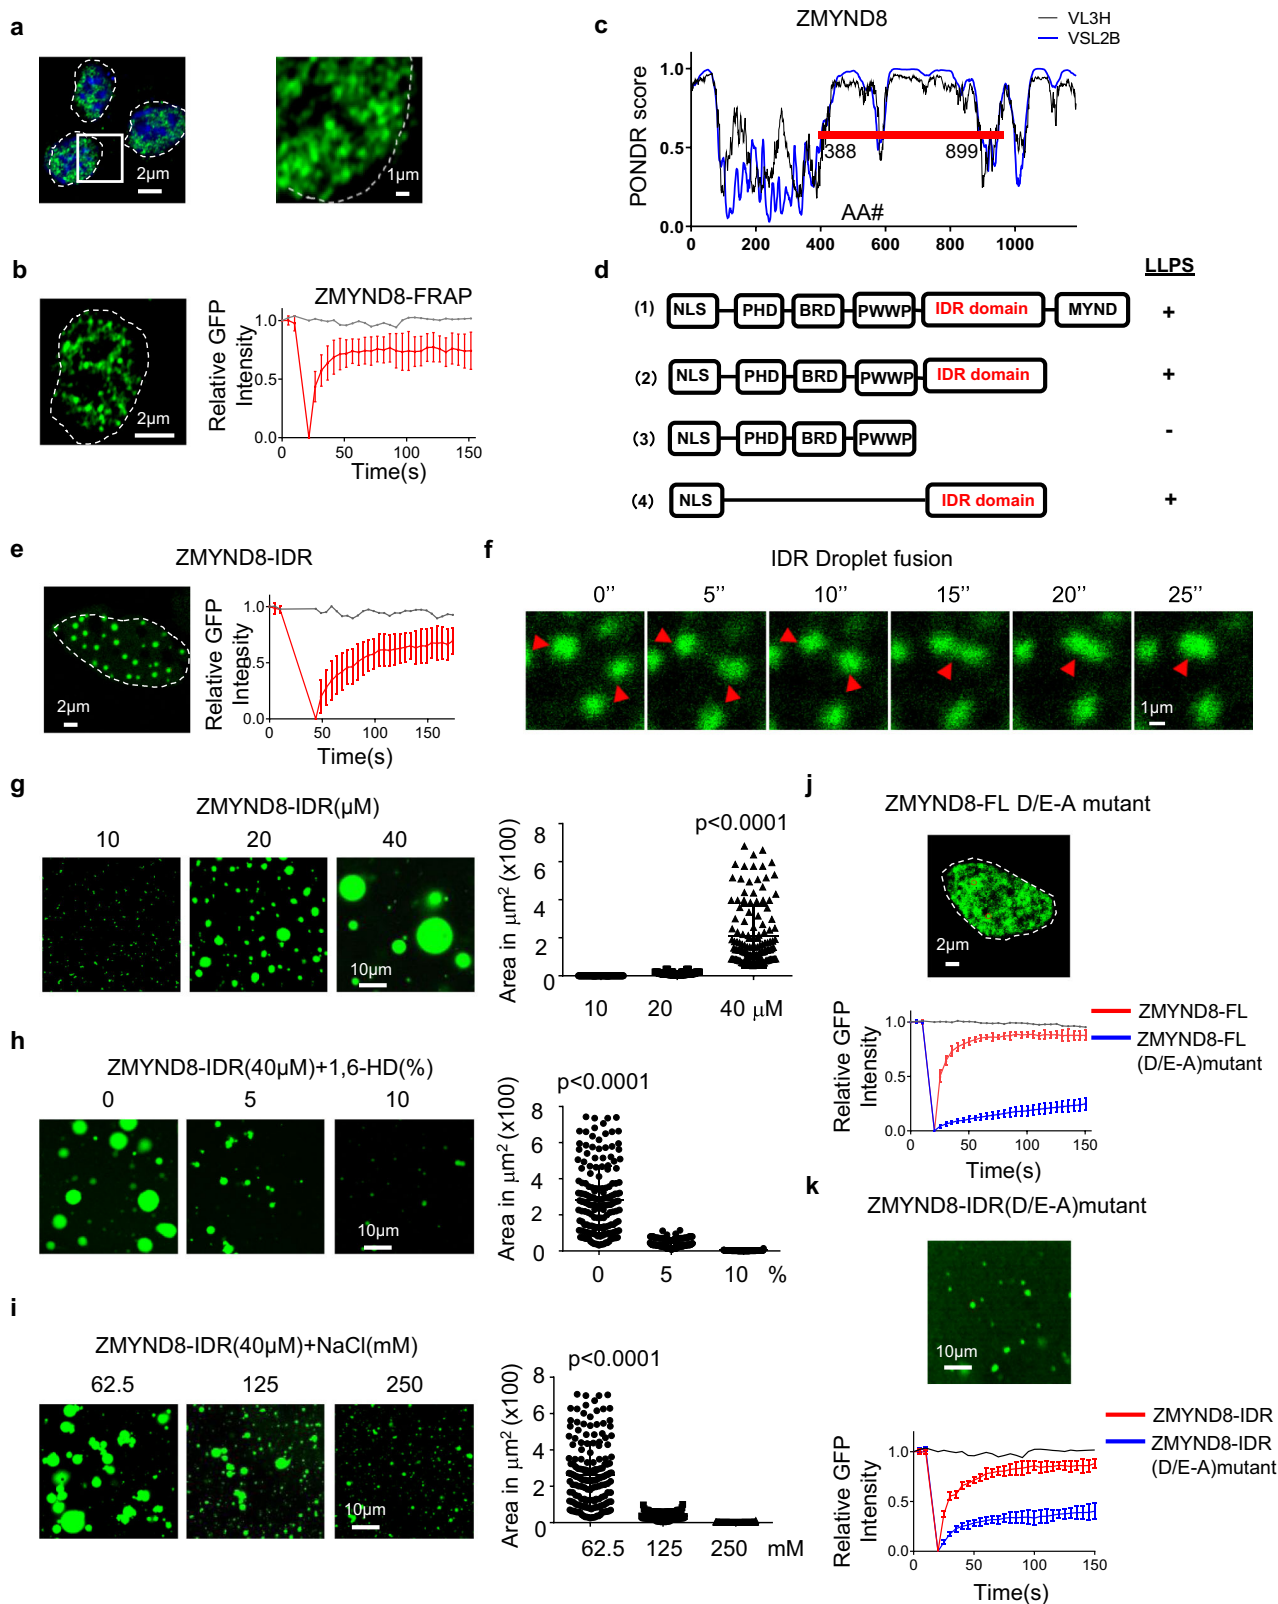 a
2μm
1μm
b
ZMYND8-FRAP
Relative GFP
Intensity
1.0
0.5
0.0
0 50 100 150
Time(s)
2μm
c
ZMYND8
VL3H
VSL2B
PONDR score
1.0
0.5
0.0
388
899
AA#
0 200 400 600 800 1000
d
LLPS
(1) NLS PHD BRD PWWP IDR domain MYND +
(2) NLS PHD BRD PWWP IDR domain +
(3) NLS PHD BRD PWWP -
(4) NLS IDR domain +
e
ZMYND8-IDR
2μm
Relative GFP
Intensity
1.0
0.5
0.0
0 50 100 150
Time(s)
f
IDR Droplet fusion
0’’ 5’’ 10’’ 15’’ 20’’ 25’’
1μm
g
ZMYND8-IDR(μM)
10 20 40
10μm
Area in μm² (x100)
p<0.0001
8
6
4
2
0
10 20 40 μM
h
ZMYND8-IDR(40μM)+1,6-HD(%)
0 5 10
10μm
Area in μm² (x100)
p<0.0001
8
6
4
2
0
0 5 10 %
i
ZMYND8-IDR(40μM)+NaCl(mM)
62.5 125 250
10μm
Area in μm² (x100)
p<0.0001
8
6
4
2
0
62.5 125 250 mM
j
ZMYND8-FL D/E-A mutant
2μm
Relative GFP
Intensity
1.0
0.5
0.0
0 50 100 150
Time(s)
ZMYND8-FL
ZMYND8-FL
(D/E-A)mutant
k
ZMYND8-IDR(D/E-A)mutant
10μm
Relative GFP
Intensity
1.0
0.5
0.0
0 50 100 150
Time(s)
ZMYND8-IDR
ZMYND8-IDR
(D/E-A)mutant